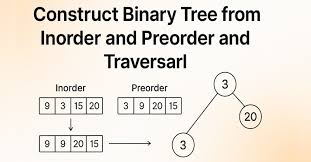 Construct Binary Tree from
Inorder and Preorder and
Traversarl
Inorder
Preorder
9 3 15 20
3 9 20 15
9 9 20 15
3
20
3